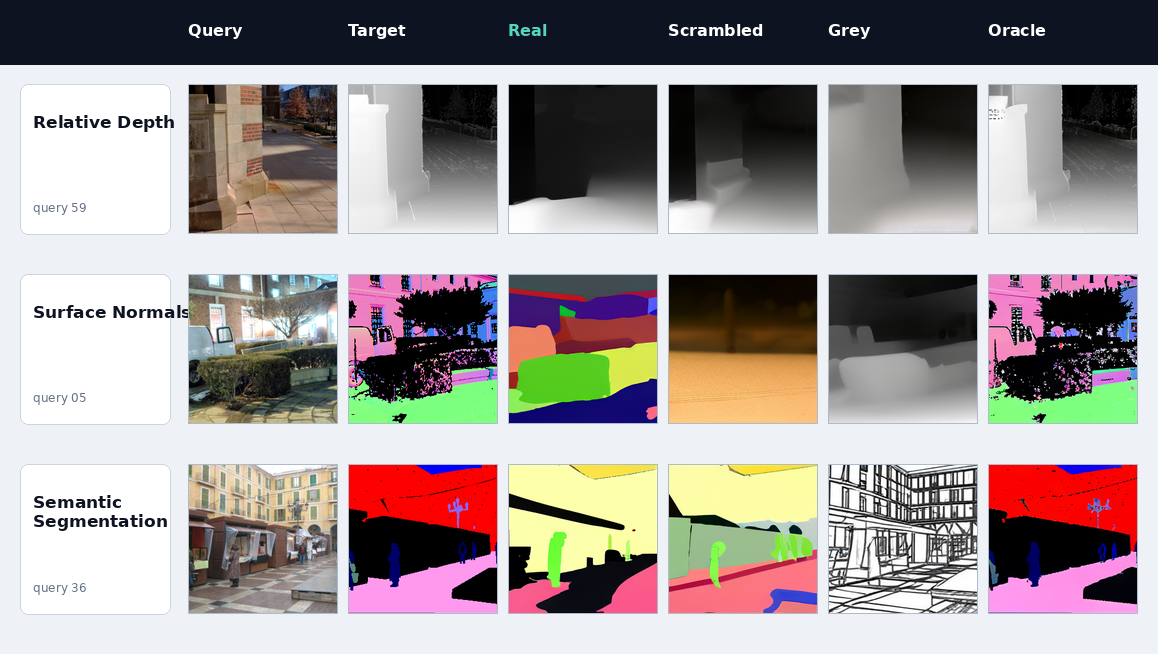 Query Target Real Scrambled Grey Oracle
Relative Depth
query 59
Surface Normals
query 05
Semantic
Segmentation
query 36